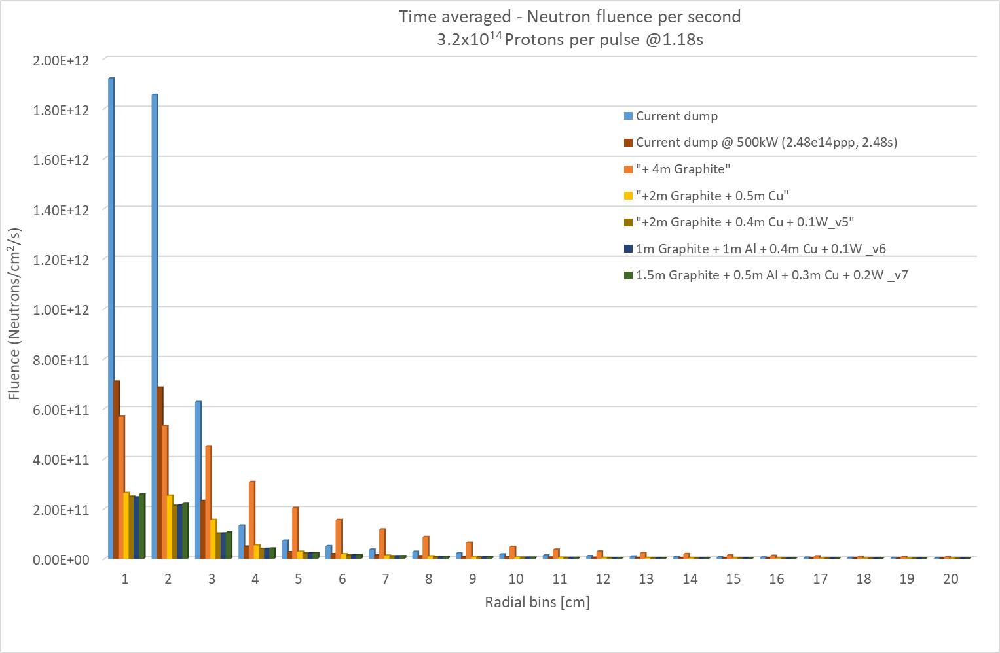 Time averaged - Neutron fluence per second
3.2x10¹⁴ Protons per pulse @1.18s
Fluence (Neutrons/cm²/s)
2.00E+12
1.80E+12
1.60E+12
1.40E+12
1.20E+12
1.00E+12
8.00E+11
6.00E+11
4.00E+11
2.00E+11
0.00E+00
Current dump
Current dump @ 500kW (2.48e14ppp, 2.48s)
"+ 4m Graphite"
"+2m Graphite + 0.5m Cu"
"+2m Graphite + 0.4m Cu + 0.1W_v5"
1m Graphite + 1m Al + 0.4m Cu + 0.1W _v6
1.5m Graphite + 0.5m Al + 0.3m Cu + 0.2W _v7
1 2 3 4 5 6 7 8 9 10 11 12 13 14 15 16 17 18 19 20
Radial bins [cm]